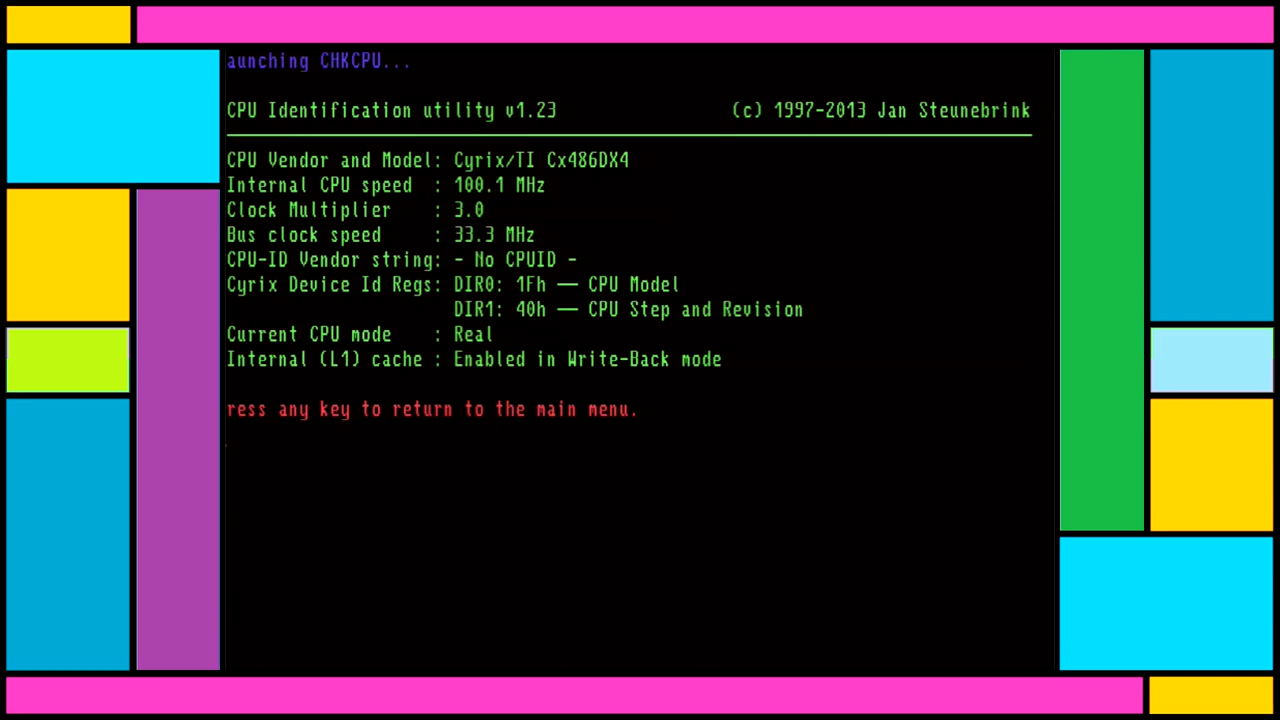 aunching CHKCPU...
CPU Identification utility v1.23 (c) 1997-2013 Jan Steunebrink
CPU Vendor and Model: Cyrix/TI Cx486DX4
Internal CPU speed : 100.1 MHz
Clock Multiplier : 3.0
Bus clock speed : 33.3 MHz
CPU-ID Vendor string: - No CPUID -
Cyrix Device Id Regs: DIR0: 1Fh — CPU Model
DIR1: 40h — CPU Step and Revision
Current CPU mode : Real
Internal (L1) cache : Enabled in Write-Back mode
ress any key to return to the main menu.